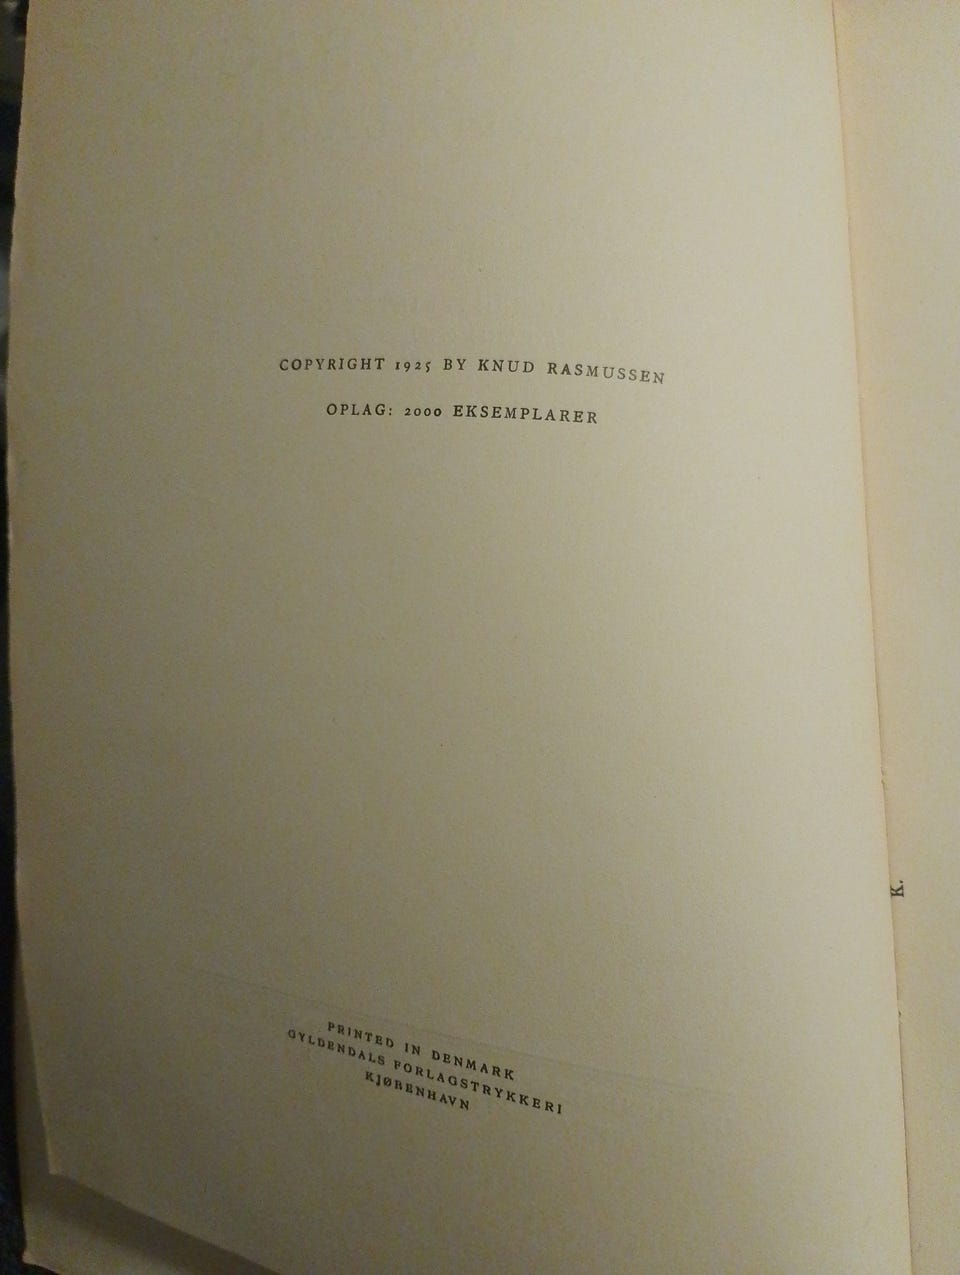 COPYRIGHT 1925 BY KNUD RASMUSSEN
OPLAG: 2000 EKSEMPLARER
PRINTED IN DENMARK
GYLDENDALS FORLAGSTRYKKERI
KJØBENHAVN
K.